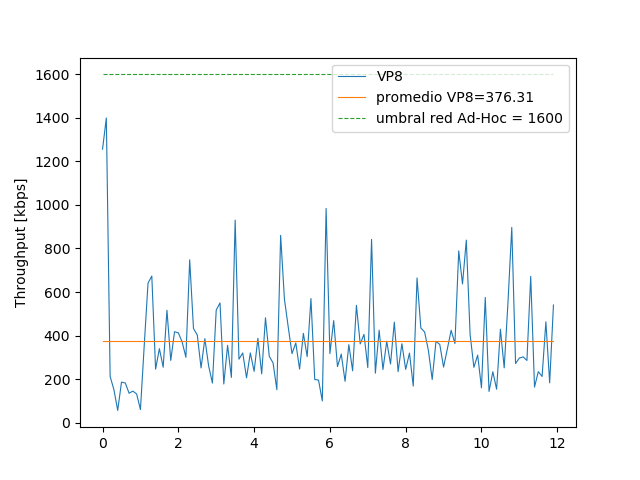 VP8
promedio VP8=376.31
umbral red Ad-Hoc = 1600
Throughput [kbps]
1600
1400
1200
1000
800
600
400
200
0
0 2 4 6 8 10 12